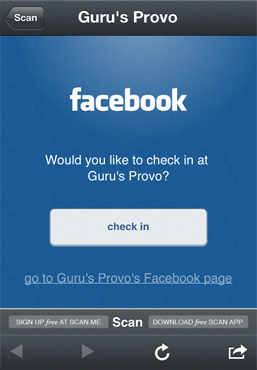 Scan
Guru's Provo
facebook
Would you like to check in at
Guru's Provo?
check in
go to Guru's Provo's Facebook page
SIGN UP free AT SCAN.ME
Scan
DOWNLOAD free SCAN APP